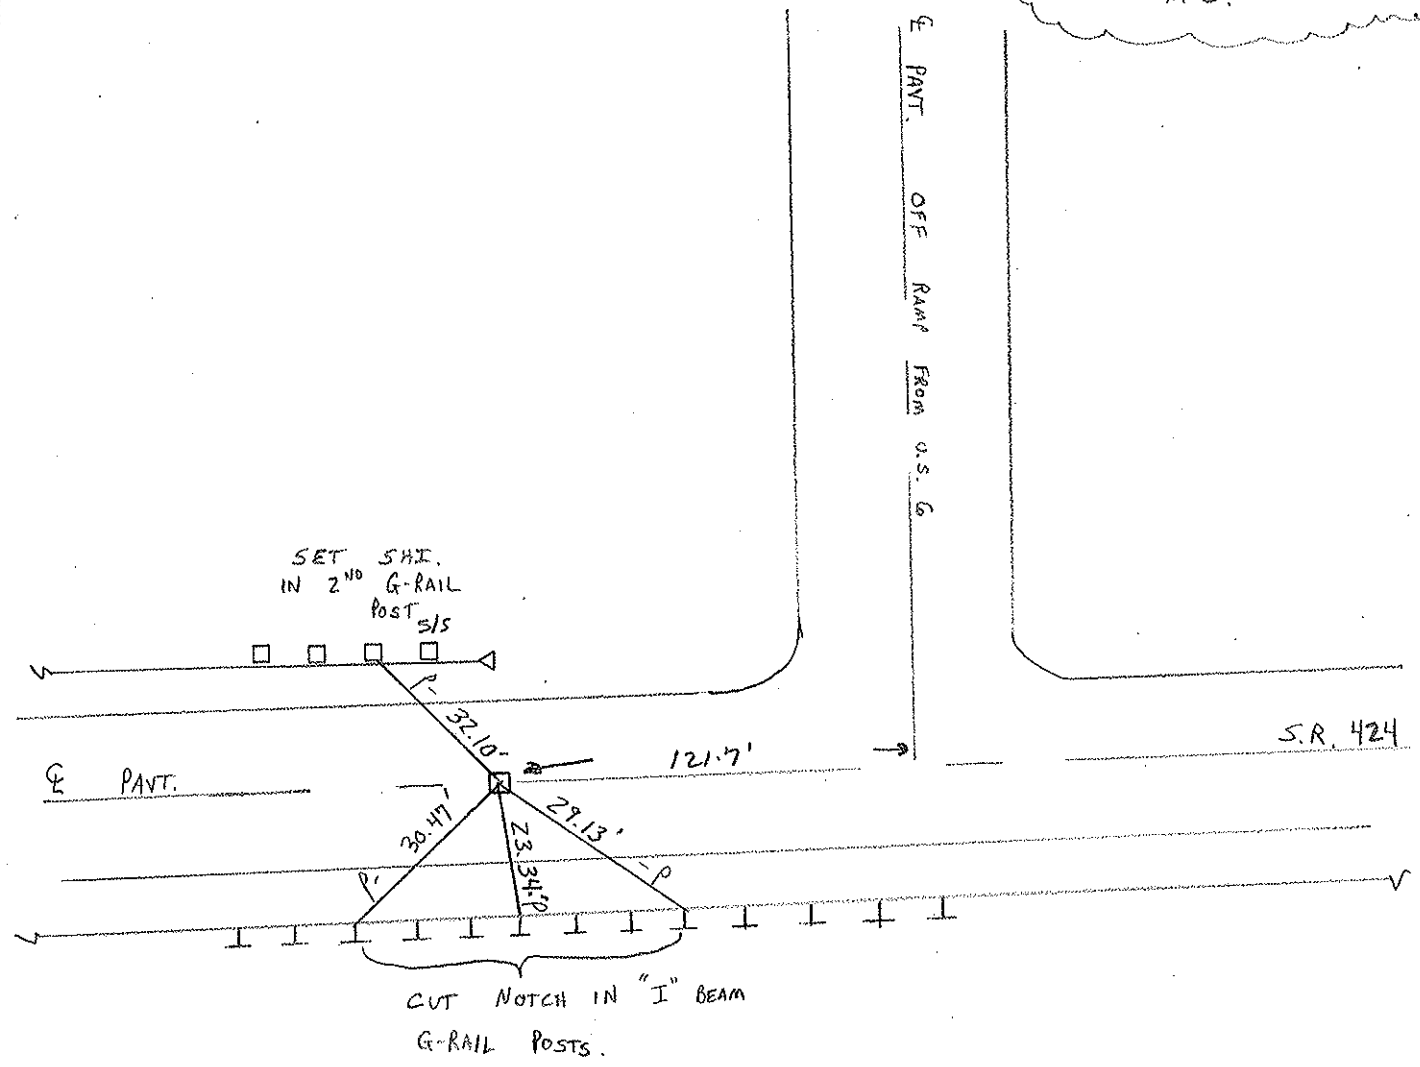 ℄ PAVT. OFF RAMP FROM U.S. 6
SET SHI.
IN 2ND G-RAIL
POST
S/S
32.10'
121.7'
S.R. 424
℄ PAVT.
30.47'
23.34'
29.13'
CUT NOTCH IN "I" BEAM
G-RAIL POSTS.